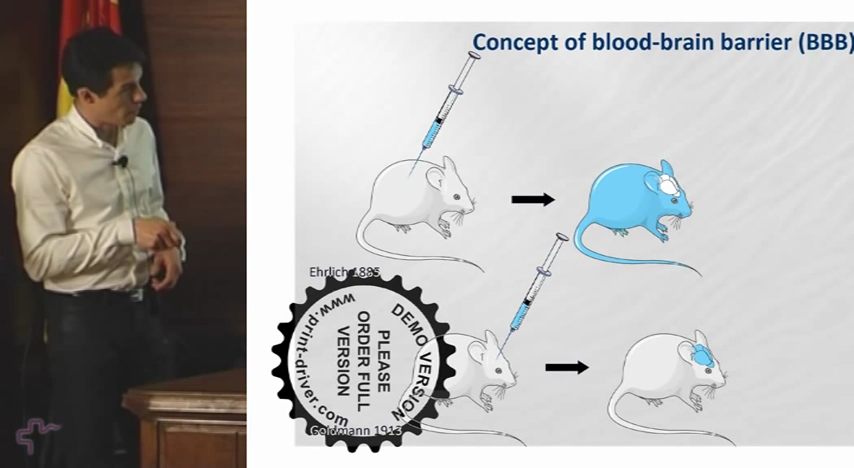 Concept of blood-brain barrier (BBB)
Ehrlich 1885
www.print-driver.com
DEMO VERSION
PLEASE
ORDER FULL
VERSION
Goldmann 1913